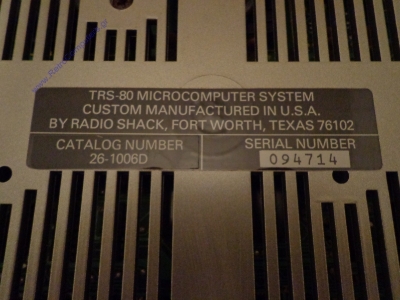 TRS-80 MICROCOMPUTER SYSTEM
CUSTOM MANUFACTURED IN U.S.A.
BY RADIO SHACK, FORT WORTH, TEXAS 76102
CATALOG NUMBER
26-1006D
SERIAL NUMBER
094714